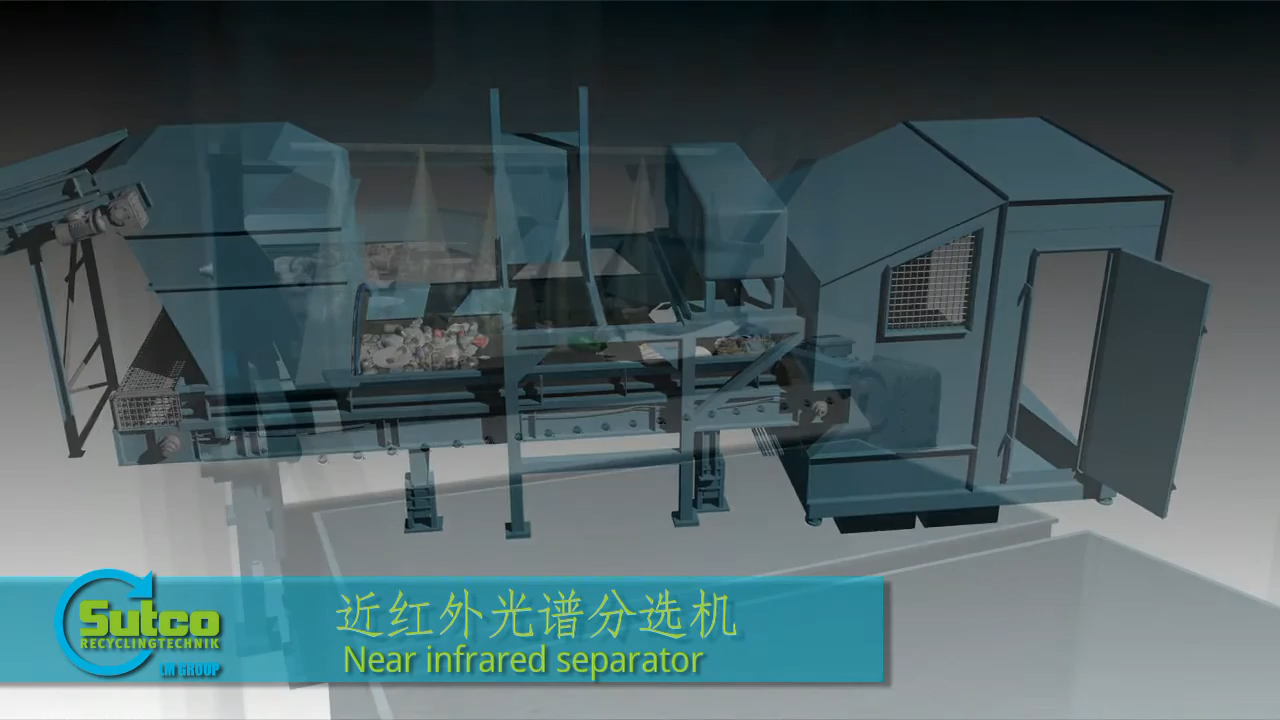 近红外光谱分选机
Near infrared separator
Sutco
RECYCLINGTECHNIK
LM GROUP